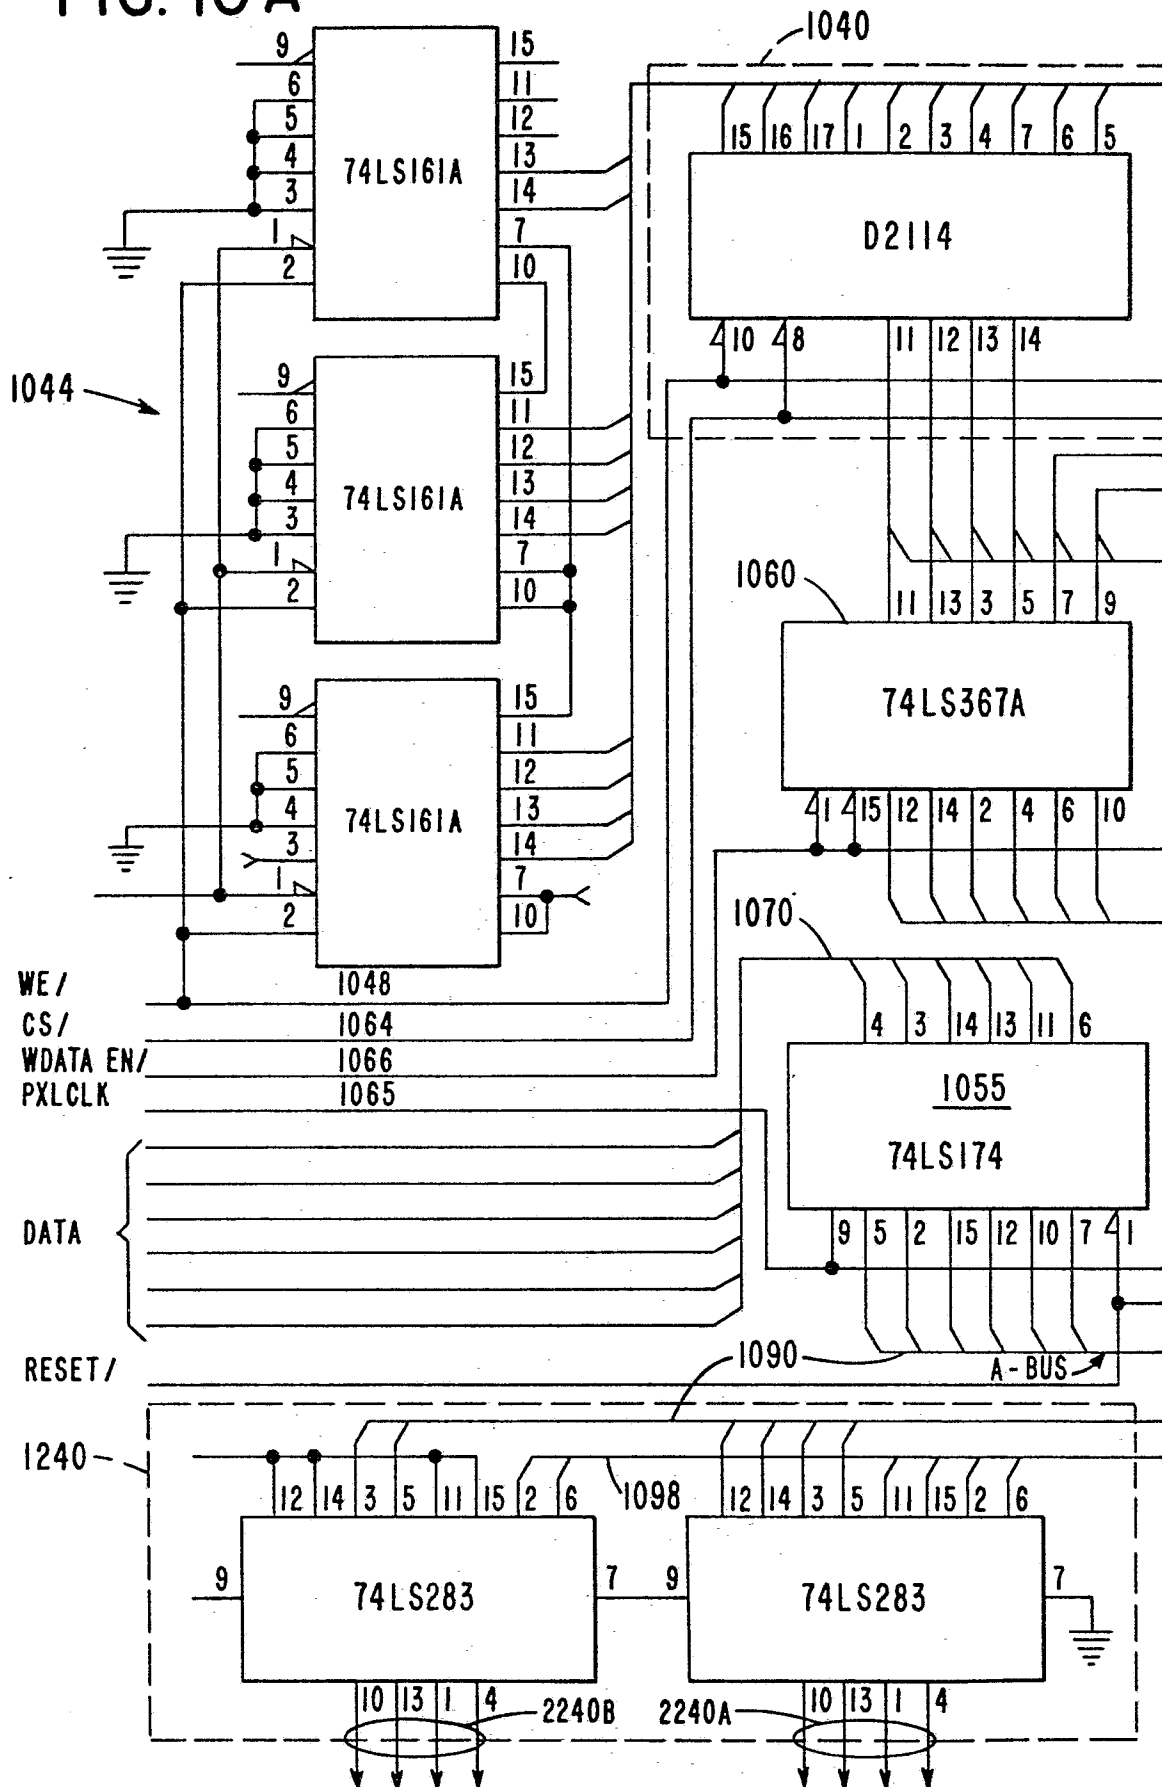 FIG. 10A
1040
9 15
6 11
5 12
4 13
3 14
1 7
2 10
74LS161A
15 16 17 1 2 3 4 7 6 5
D2114
10 8 11 12 13 14
1044
9 15
6 11
5 12
4 13
3 14
1 7
2 10
74LS161A
1060
11 13 3 5 7 9
74LS367A
1 15 12 14 2 4 6 10
9 15
6 11
5 12
4 13
3 14
1 7
2 10
74LS161A
1070
WE/ 1048
CS/ 1064
WDATA EN/ 1066
PXLCLK 1065
4 3 14 13 11 6
1055
74LS174
9 5 2 15 12 10 7 1
DATA
1090
A-BUS
RESET/
1240
12 14 3 5 11 15 2 6
1098
12 14 3 5 11 15 2 6
9 74LS283 7
9 74LS283 7
10 13 1 4
2240B
2240A
10 13 1 4